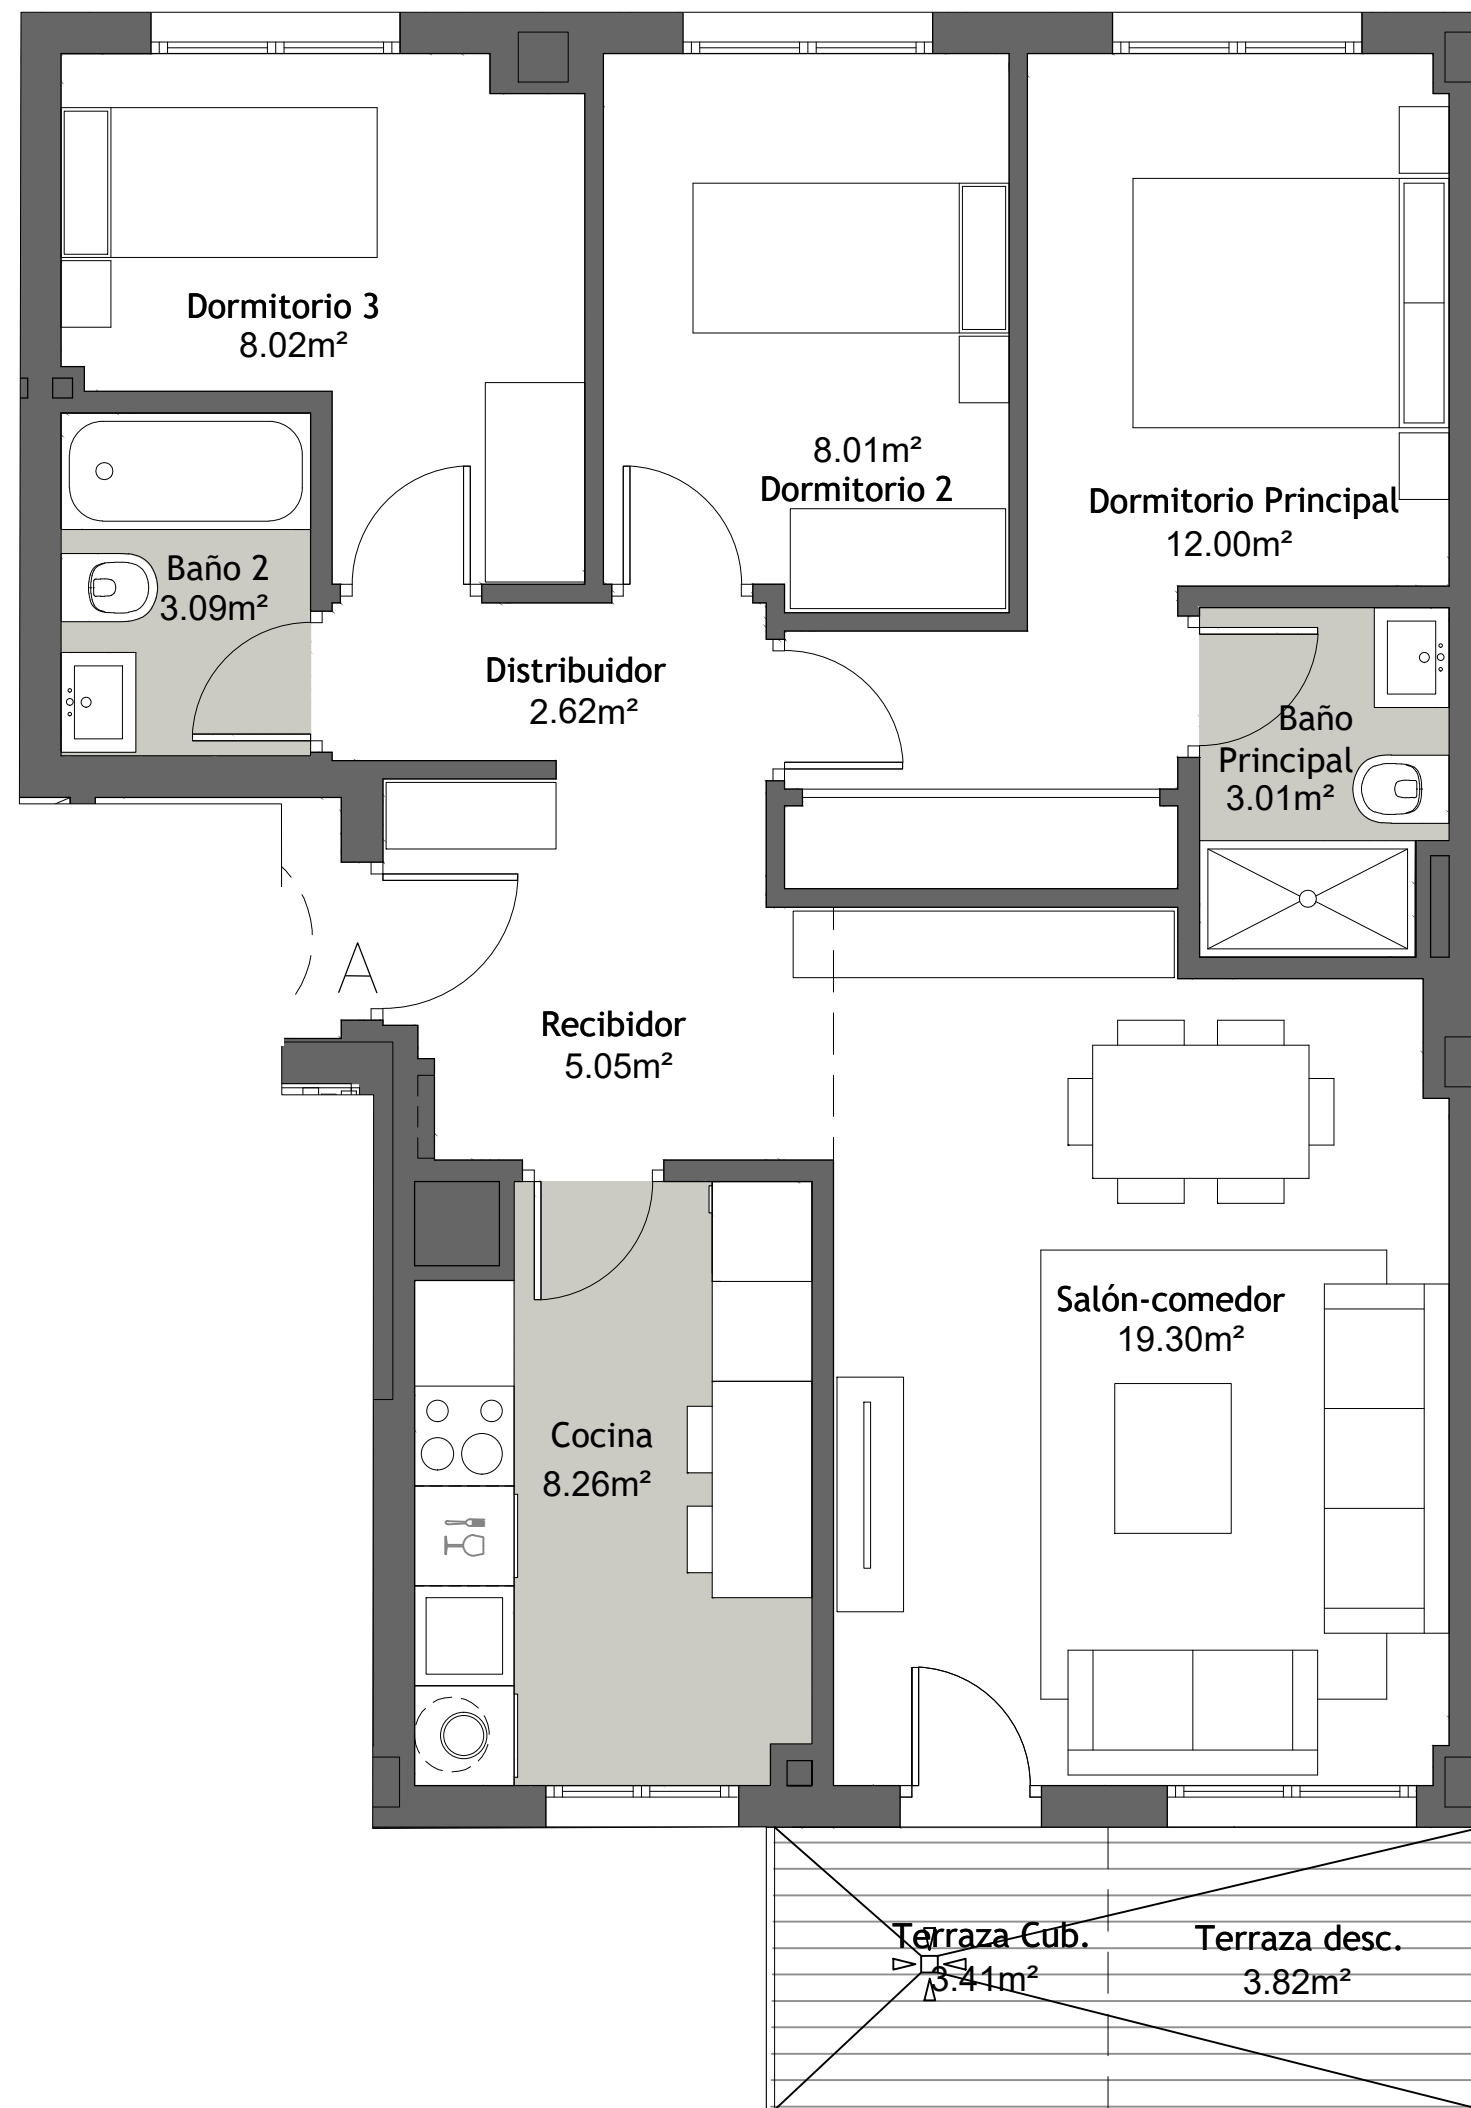 Dormitorio 3
8.02m²
8.01m²
Dormitorio 2
Dormitorio Principal
12.00m²
Baño 2
3.09m²
Distribuidor
2.62m²
Baño
Principal
3.01m²
A
Recibidor
5.05m²
Salón-comedor
19.30m²
Cocina
8.26m²
Terraza Cub.
3.41m²
Terraza desc.
3.82m²